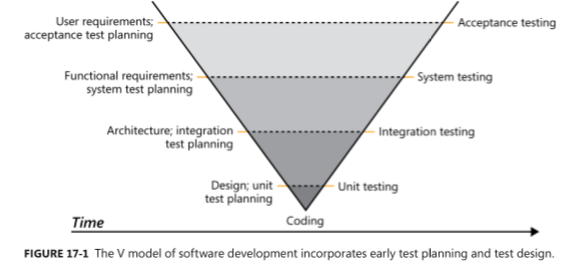 User requirements;
acceptance test planning
Acceptance testing
Functional requirements;
system test planning
System testing
Architecture; integration
test planning
Integration testing
Design; unit
test planning
Unit testing
Coding
Time
FIGURE 17-1 The V model of software development incorporates early test planning and test design.